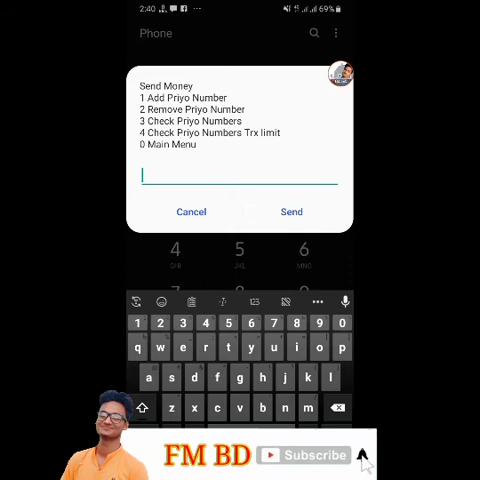 2:40
69%
Phone
Send Money
1 Add Priyo Number
2 Remove Priyo Number
3 Check Priyo Numbers
4 Check Priyo Numbers Trx limit
0 Main Menu
Cancel Send
4 5 6
GHI JKL MNO
123
1 2 3 4 5 6 7 8 9 0
q w e r t y u i o p
a s d f g h j k l
z x c v b n m
FM BD Subscribe